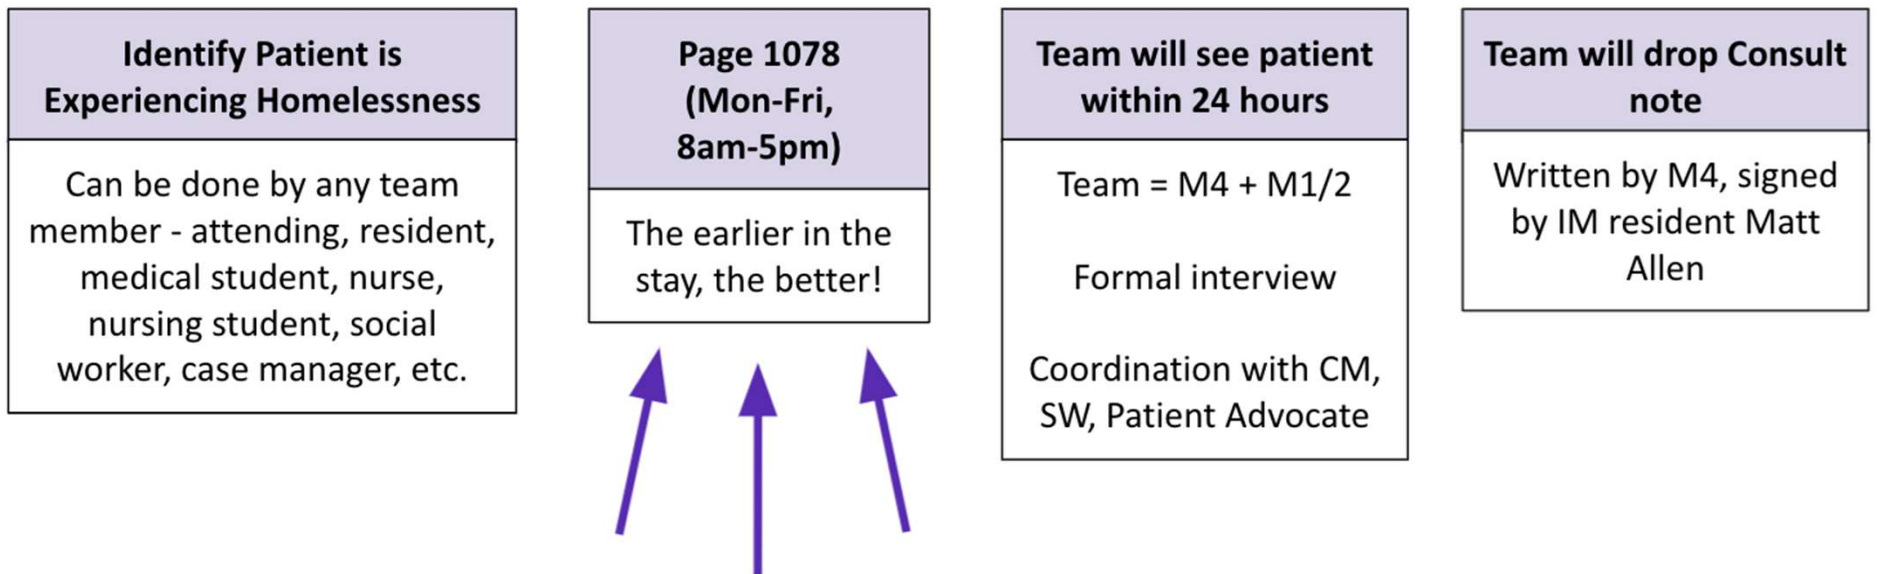 Identify Patient is
Experiencing Homelessness
Can be done by any team
member - attending, resident,
medical student, nurse,
nursing student, social
worker, case manager, etc.
Page 1078
(Mon-Fri,
8am-5pm)
The earlier in the
stay, the better!
Team will see patient
within 24 hours
Team = M4 + M1/2
Formal interview
Coordination with CM,
SW, Patient Advocate
Team will drop Consult
note
Written by M4, signed
by IM resident Matt
Allen